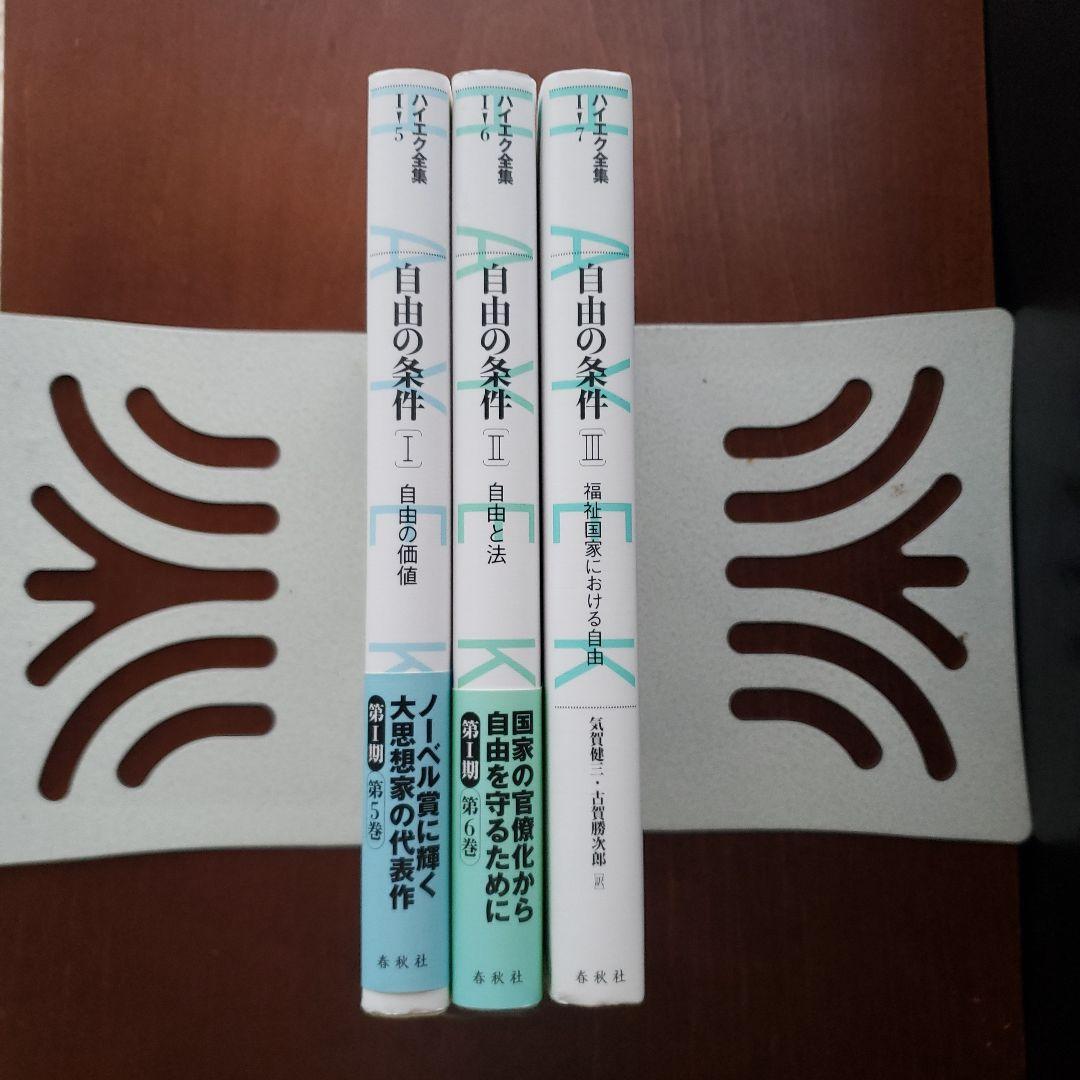 ハイエク全集
I-5
HAYEK
自由の条件
[I]
自由の価値
ノーベル賞に輝く
大思想家の代表作
第I期
第5巻
春秋社
ハイエク全集
I-6
HAYEK
自由の条件
[II]
自由と法
国家の官僚化から
自由を守るために
第I期
第6巻
春秋社
ハイエク全集
I-7
HAYEK
自由の条件
[III]
福祉国家における自由
気賀健三・古賀勝次郎[訳]
春秋社